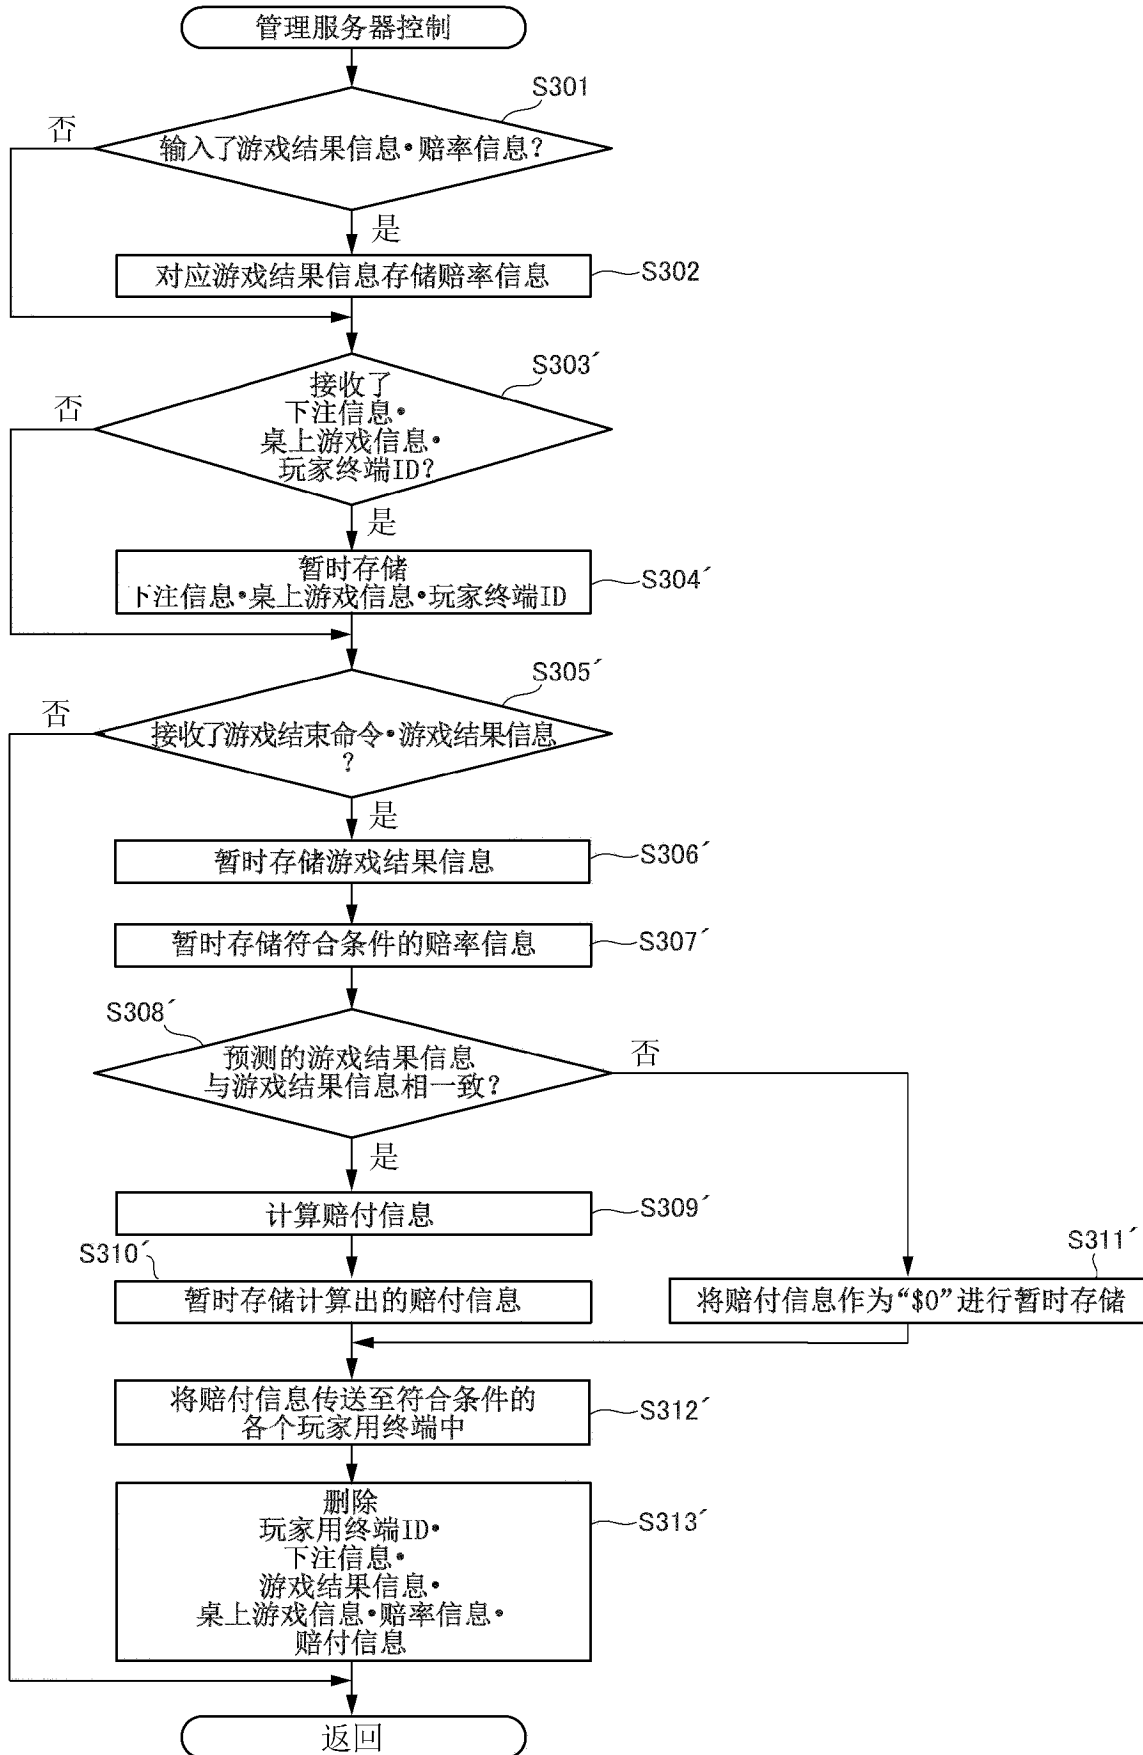 管理服务器控制
S301
否
输入了游戏结果信息•赔率信息?
是
对应游戏结果信息存储赔率信息
S302
S303´
否
接收了
下注信息•
桌上游戏信息•
玩家终端ID?
是
暂时存储
下注信息•桌上游戏信息•玩家终端ID
S304´
S305´
否
接收了游戏结束命令•游戏结果信息
?
是
暂时存储游戏结果信息
S306´
暂时存储符合条件的赔率信息
S307´
S308´
预测的游戏结果信息
与游戏结果信息相一致?
否
是
计算赔付信息
S309´
S310´
暂时存储计算出的赔付信息
S311´
将赔付信息作为“$0”进行暂时存储
将赔付信息传送至符合条件的
各个玩家用终端中
S312´
删除
玩家用终端ID•
下注信息•
游戏结果信息•
桌上游戏信息•赔率信息•
赔付信息
S313´
返回